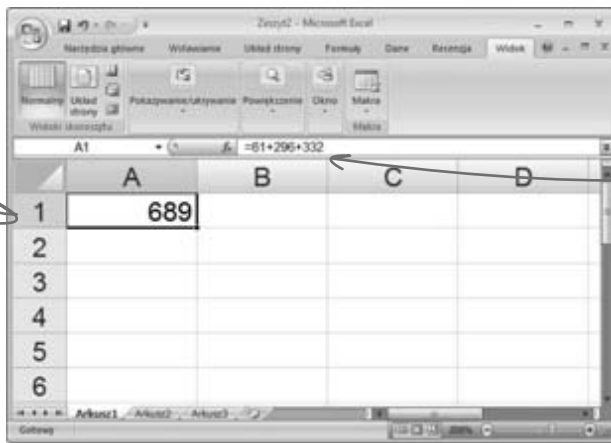 Zeszyt2 - Microsoft Excel
Narzędzia główne Wstawianie Układ strony Formuły Dane Recenzja Widok
Normalny Układ strony Pokazywanie/ukrywanie Powiększenie Okno Makra
Widoki skoroszytu Makra
A1 fx =61+296+332
A B C D
1 689
2
3
4
5
6
Arkusz1 Arkusz2 Arkusz3
Gotowy 200%